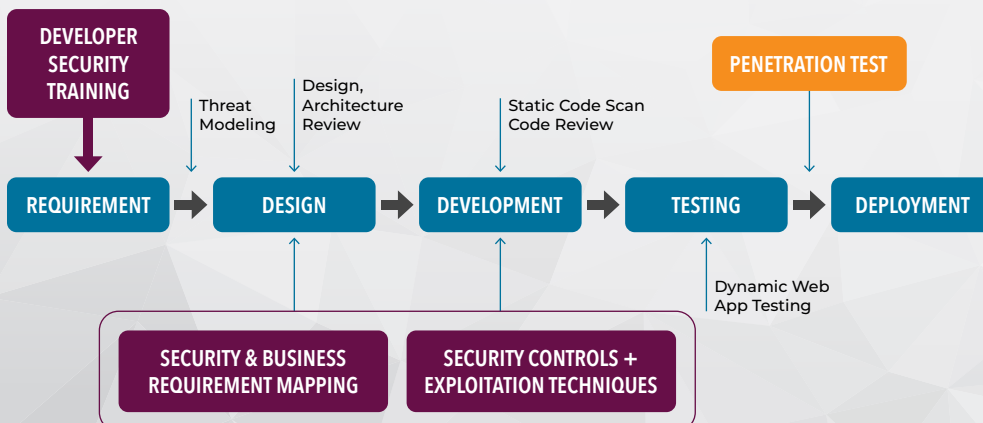 DEVELOPER
SECURITY
TRAINING
PENETRATION TEST
Threat
Modeling
Design,
Architecture
Review
Static Code Scan
Code Review
REQUIREMENT
DESIGN
DEVELOPMENT
TESTING
DEPLOYMENT
Dynamic Web
App Testing
SECURITY & BUSINESS
REQUIREMENT MAPPING
SECURITY CONTROLS +
EXPLOITATION TECHNIQUES